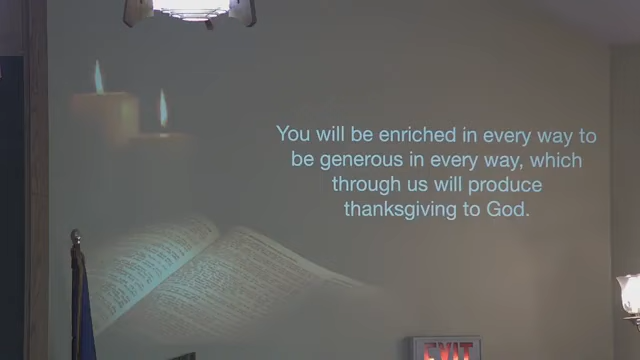 You will be enriched in every way to
be generous in every way, which
through us will produce
thanksgiving to God.
EXIT